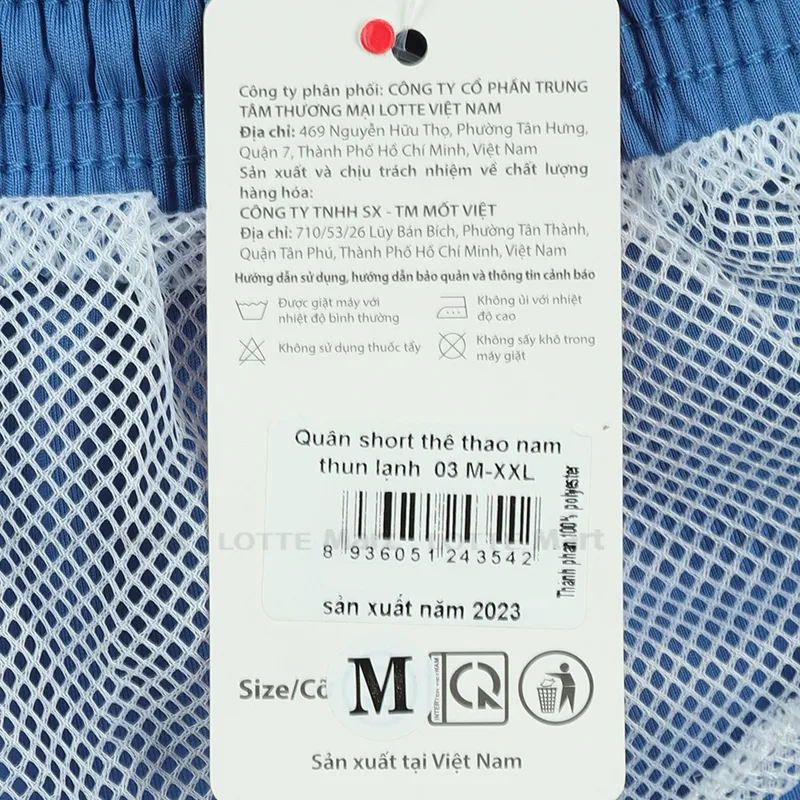 Công ty phân phối: CÔNG TY CỔ PHẦN TRUNG
TÂM THƯƠNG MẠI LOTTE VIỆT NAM
Địa chỉ: 469 Nguyễn Hữu Thọ, Phường Tân Hưng,
Quận 7, Thành Phố Hồ Chí Minh, Việt Nam
Sản xuất và chịu trách nhiệm về chất lượng
hàng hóa:
CÔNG TY TNHH SX - TM MỐT VIỆT
Địa chỉ: 710/53/26 Lũy Bán Bích, Phường Tân Thành,
Quận Tân Phú, Thành Phố Hồ Chí Minh, Việt Nam
Hướng dẫn sử dụng, hướng dẫn bảo quản và thông tin cảnh báo
Được giặt máy với
nhiệt độ bình thường
Không ủi với nhiệt
độ cao
Không sử dụng thuốc tẩy
Không sấy khô trong
máy giặt
Quân short thê thao nam
thun lạnh 03 M-XXL
8 936051 243542
Thành phần 100% polyester
LOTTE Mart
sản xuất năm 2023
Size/Cỡ
M
CR
Sản xuất tại Việt Nam